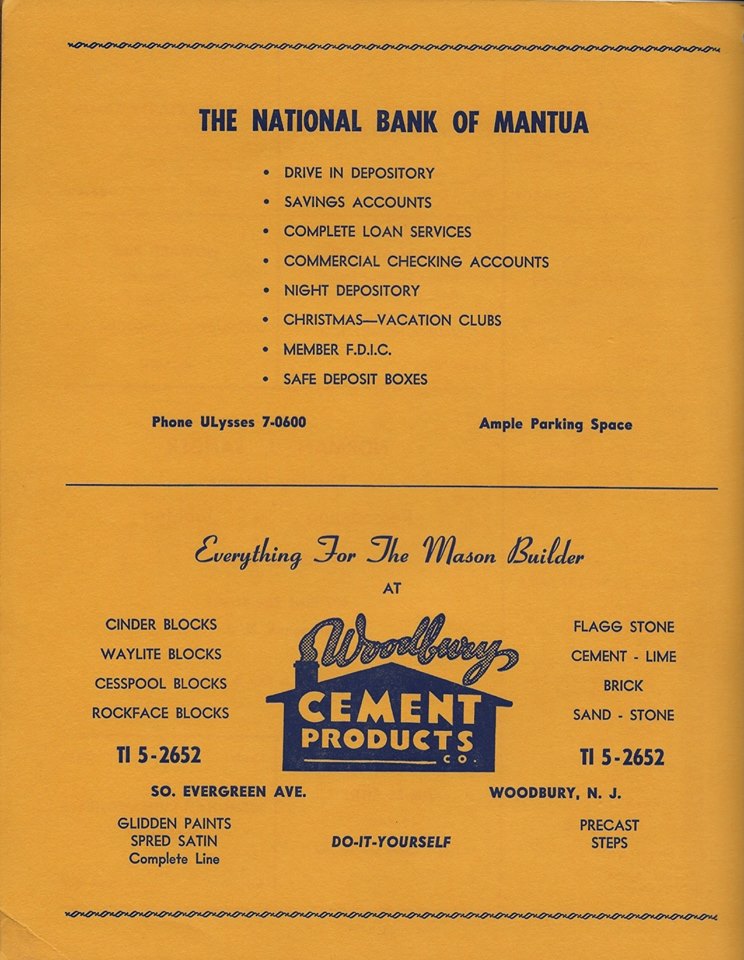 THE NATIONAL BANK OF MANTUA
• DRIVE IN DEPOSITORY
• SAVINGS ACCOUNTS
• COMPLETE LOAN SERVICES
• COMMERCIAL CHECKING ACCOUNTS
• NIGHT DEPOSITORY
• CHRISTMAS—VACATION CLUBS
• MEMBER F.D.I.C.
• SAFE DEPOSIT BOXES
Phone ULysses 7-0600
Ample Parking Space
Everything For The Mason Builder
AT
CINDER BLOCKS
WAYLITE BLOCKS
CESSPOOL BLOCKS
ROCKFACE BLOCKS
TI 5-2652
Woodbury
CEMENT
PRODUCTS
CO.
FLAGG STONE
CEMENT - LIME
BRICK
SAND - STONE
TI 5-2652
SO. EVERGREEN AVE.
WOODBURY, N. J.
GLIDDEN PAINTS
SPRED SATIN
Complete Line
DO-IT-YOURSELF
PRECAST
STEPS